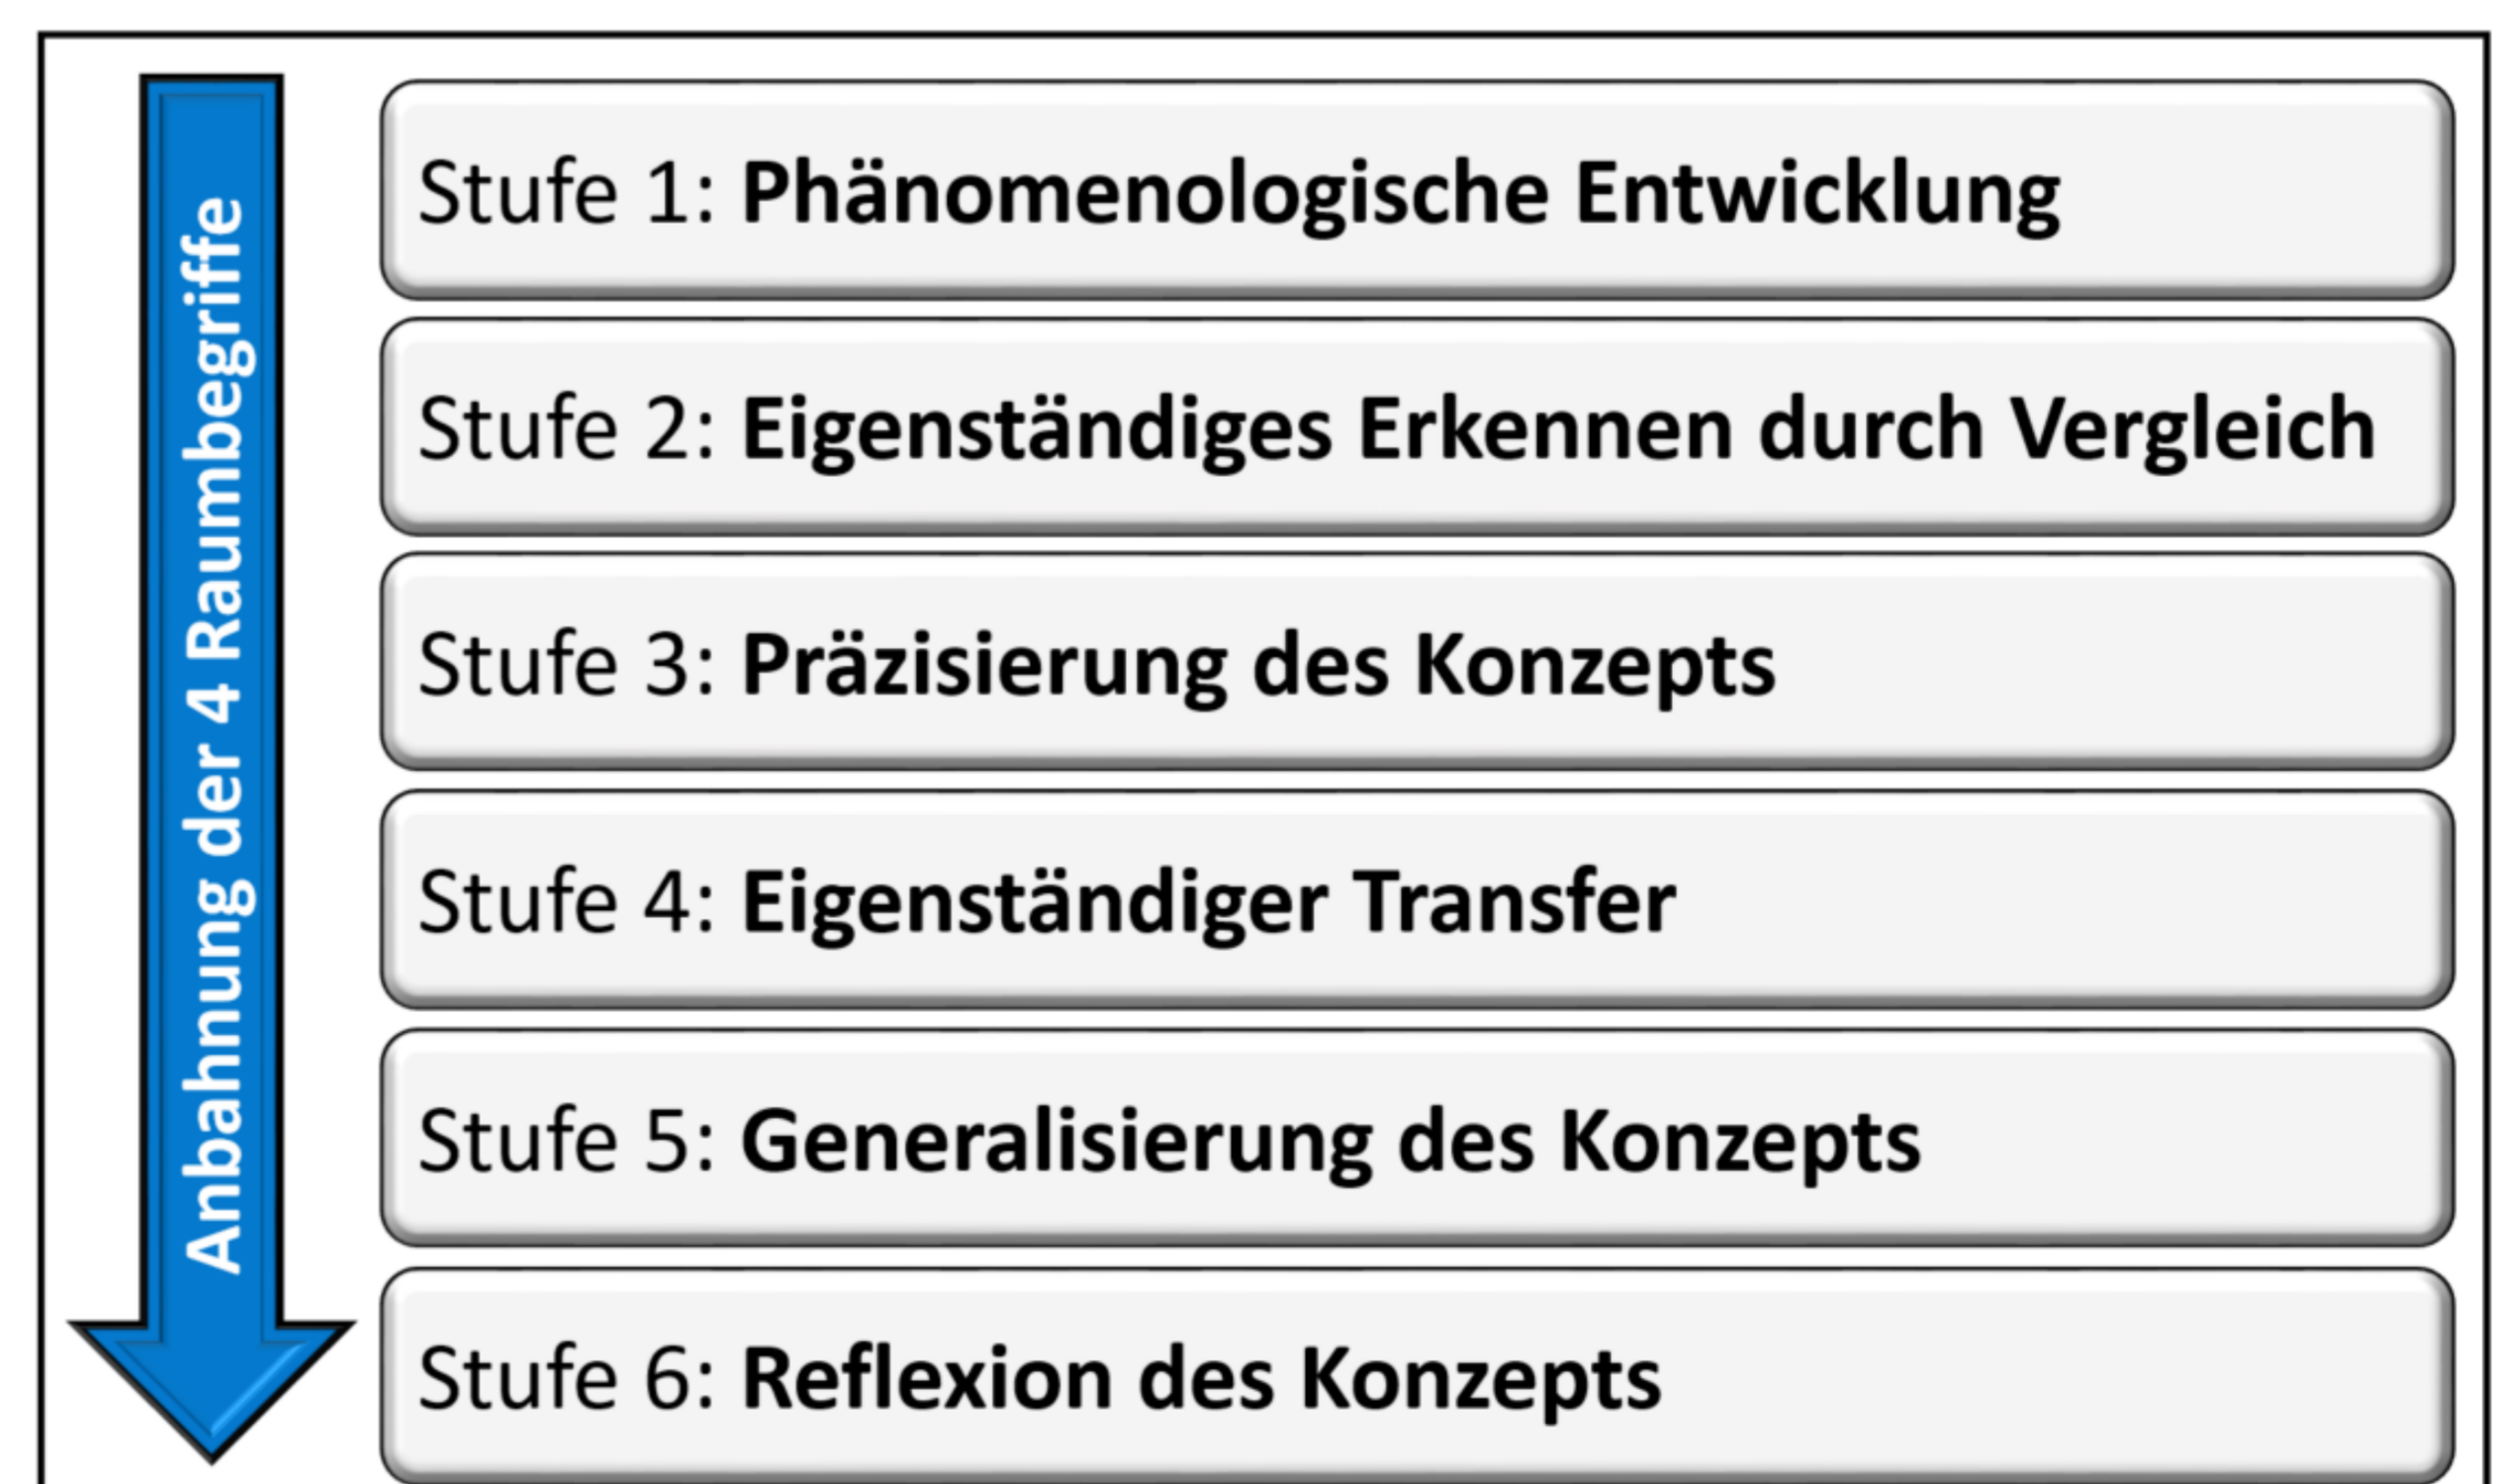 Anbahnung der 4 Raumbegriffe
Stufe 1: Phänomenologische Entwicklung
Stufe 2: Eigenständiges Erkennen durch Vergleich
Stufe 3: Präzisierung des Konzepts
Stufe 4: Eigenständiger Transfer
Stufe 5: Generalisierung des Konzepts
Stufe 6: Reflexion des Konzepts